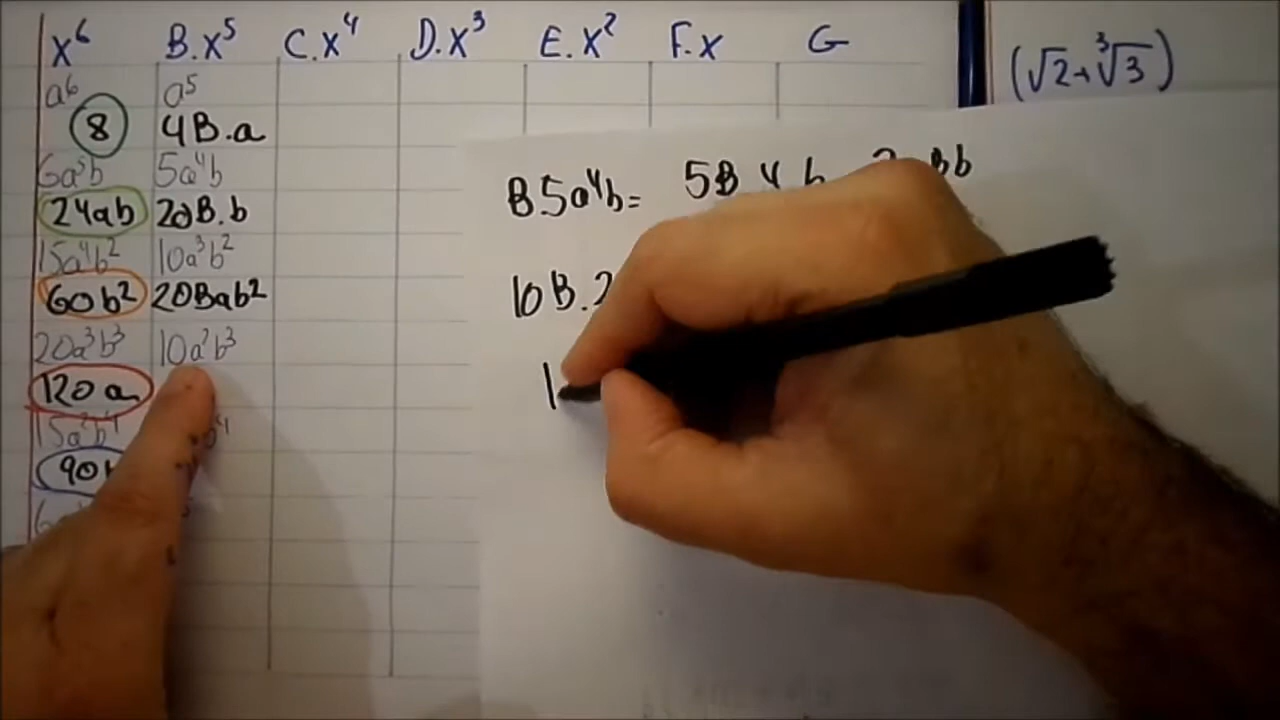 x⁶ B.x⁵ C.x⁴ D.x³ E.x² F.x G
(√2+∛3)
a⁶ a⁵
8 4B.a
6a⁵b 5a⁴b
24ab 20B.b
15a⁴b² 10a³b²
60b² 20Bab²
20a³b³ 10a²b³
120a
15a²b⁴
90
B5a⁴b= 5B 4 b
10B.2